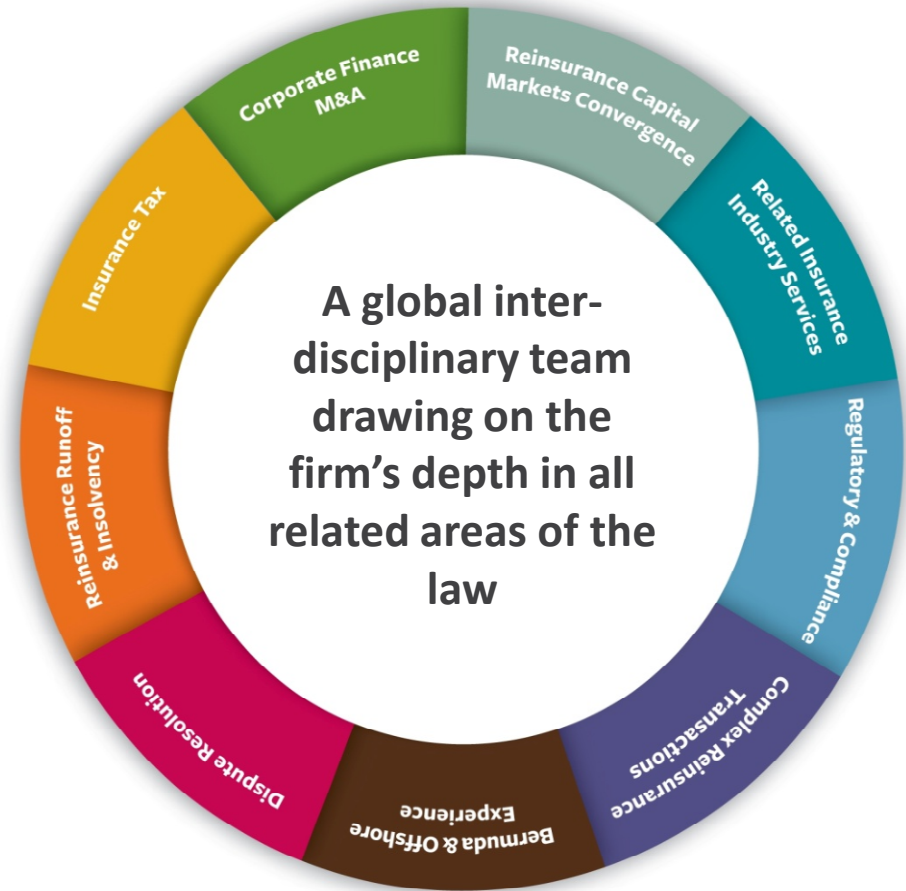 Corporate Finance
M&A
Reinsurance Capital
Markets Convergence
Related Insurance
Industry Services
Regulatory & Compliance
Complex Reinsurance
Transactions
Bermuda & Offshore
Experience
Dispute Resolution
Reinsurance Runoff
& Insolvency
Insurance Tax
A global inter-
disciplinary team
drawing on the
firm’s depth in all
related areas of the
law